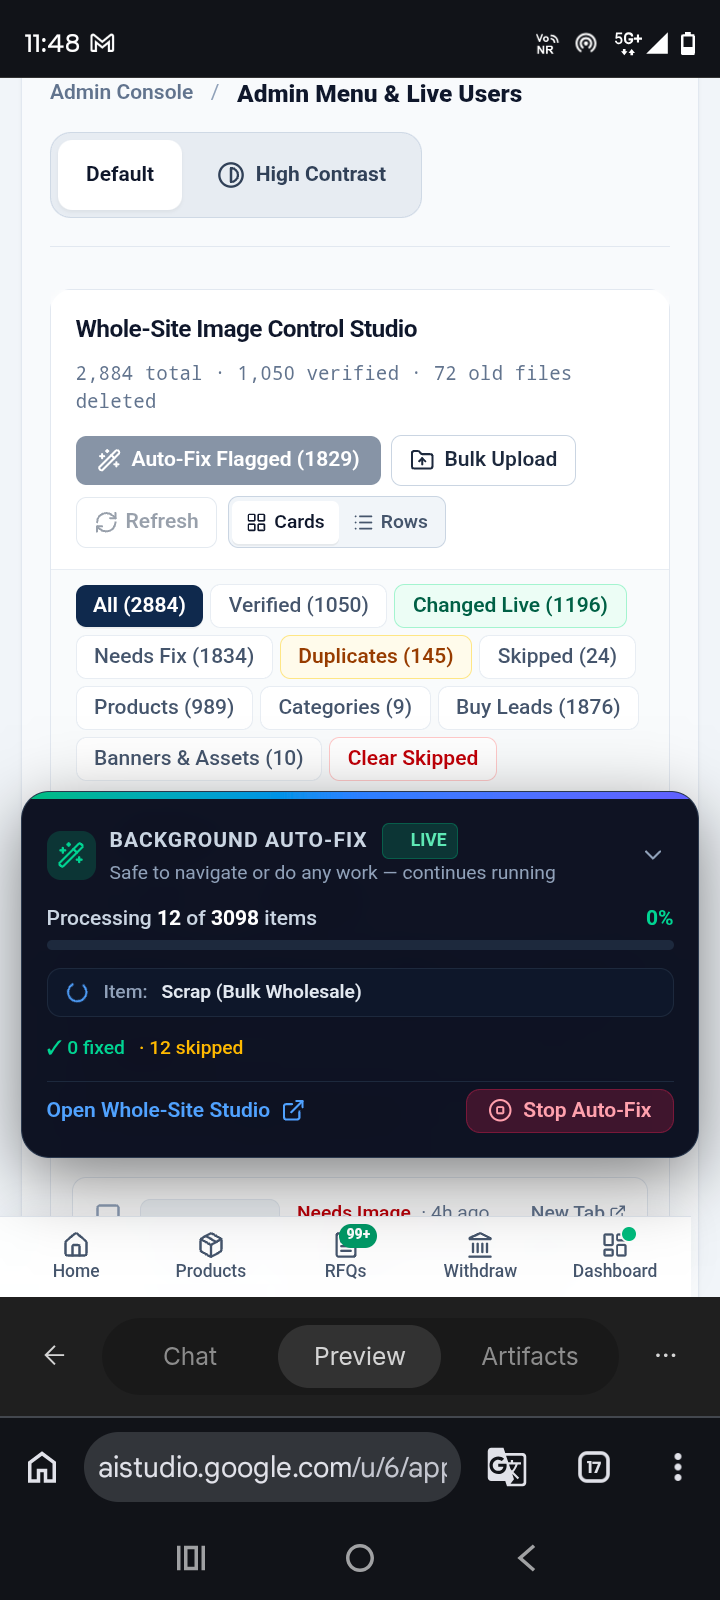 11:48
Vo NR 5G+
Admin Console / Admin Menu & Live Users
Default High Contrast
Whole-Site Image Control Studio
2,884 total · 1,050 verified · 72 old files
deleted
Auto-Fix Flagged (1829) Bulk Upload
Refresh Cards Rows
All (2884) Verified (1050) Changed Live (1196)
Needs Fix (1834) Duplicates (145) Skipped (24)
Products (989) Categories (9) Buy Leads (1876)
Banners & Assets (10) Clear Skipped
BACKGROUND AUTO-FIX LIVE
Safe to navigate or do any work — continues running
Processing 12 of 3098 items 0%
Item: Scrap (Bulk Wholesale)
✓ 0 fixed · 12 skipped
Open Whole-Site Studio Stop Auto-Fix
Needs Image · 4h ago New Tab
99+
Home Products RFQs Withdraw Dashboard
Chat Preview Artifacts
aistudio.google.com/u/6/app 17